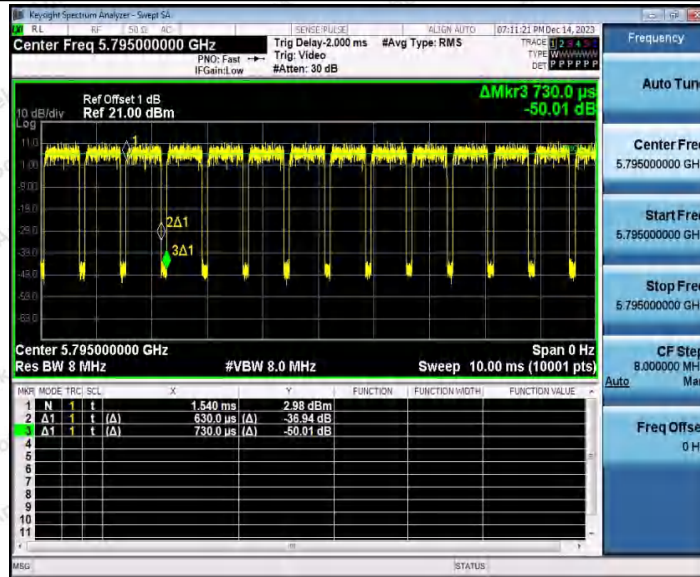 Keysight Spectrum Analyzer - Swept SA
RL RF 50 Ω AC SENSE:PULSE ALIGN AUTO 07:11:21 PM Dec 14, 2023
Center Freq 5.795000000 GHz
PNO: Fast
IFGain:Low
Trig Delay-2.000 ms
Trig: Video
#Atten: 30 dB
#Avg Type: RMS
TRACE 1 2 3 4 5
TYPE
DET P P P P P P
Frequency
Auto Tun
Center Fre
5.795000000 GH
Start Fre
5.795000000 GH
Stop Fre
5.795000000 GH
CF Step
8.000000 MH
Auto Ma
Freq Offse
0 H
ΔMkr3 730.0 µs
-50.01 dB
Ref Offset 1 dB
10 dB/div Ref 21.00 dBm
Log
11.0
1.00
-9.00
-19.0
-29.0
-39.0
-49.0
-59.0
-69.0
1
2Δ1
3Δ1
Center 5.795000000 GHz Span 0 Hz
Res BW 8 MHz #VBW 8.0 MHz Sweep 10.00 ms (10001 pts)
MKR MODE TRC SCL X Y FUNCTION FUNCTION WIDTH FUNCTION VALUE
1 N 1 t 1.540 ms 2.98 dBm
2 Δ1 1 t (Δ) 630.0 µs (Δ) -36.94 dB
3 Δ1 1 t (Δ) 730.0 µs (Δ) -50.01 dB
4
5
6
7
8
9
10
11
MSG STATUS